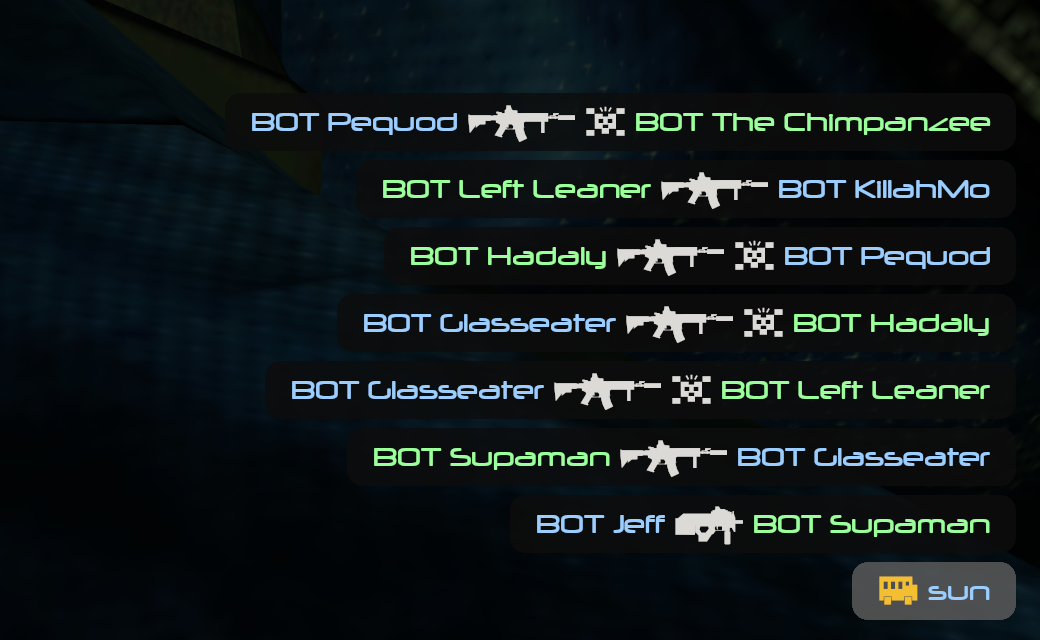 BOT Pequod BOT The Chimpanzee
BOT Left Leaner BOT KillahMo
BOT Hadaly BOT Pequod
BOT Glasseater BOT Hadaly
BOT Glasseater BOT Left Leaner
BOT Supaman BOT Glasseater
BOT Jeff BOT Supaman
sun